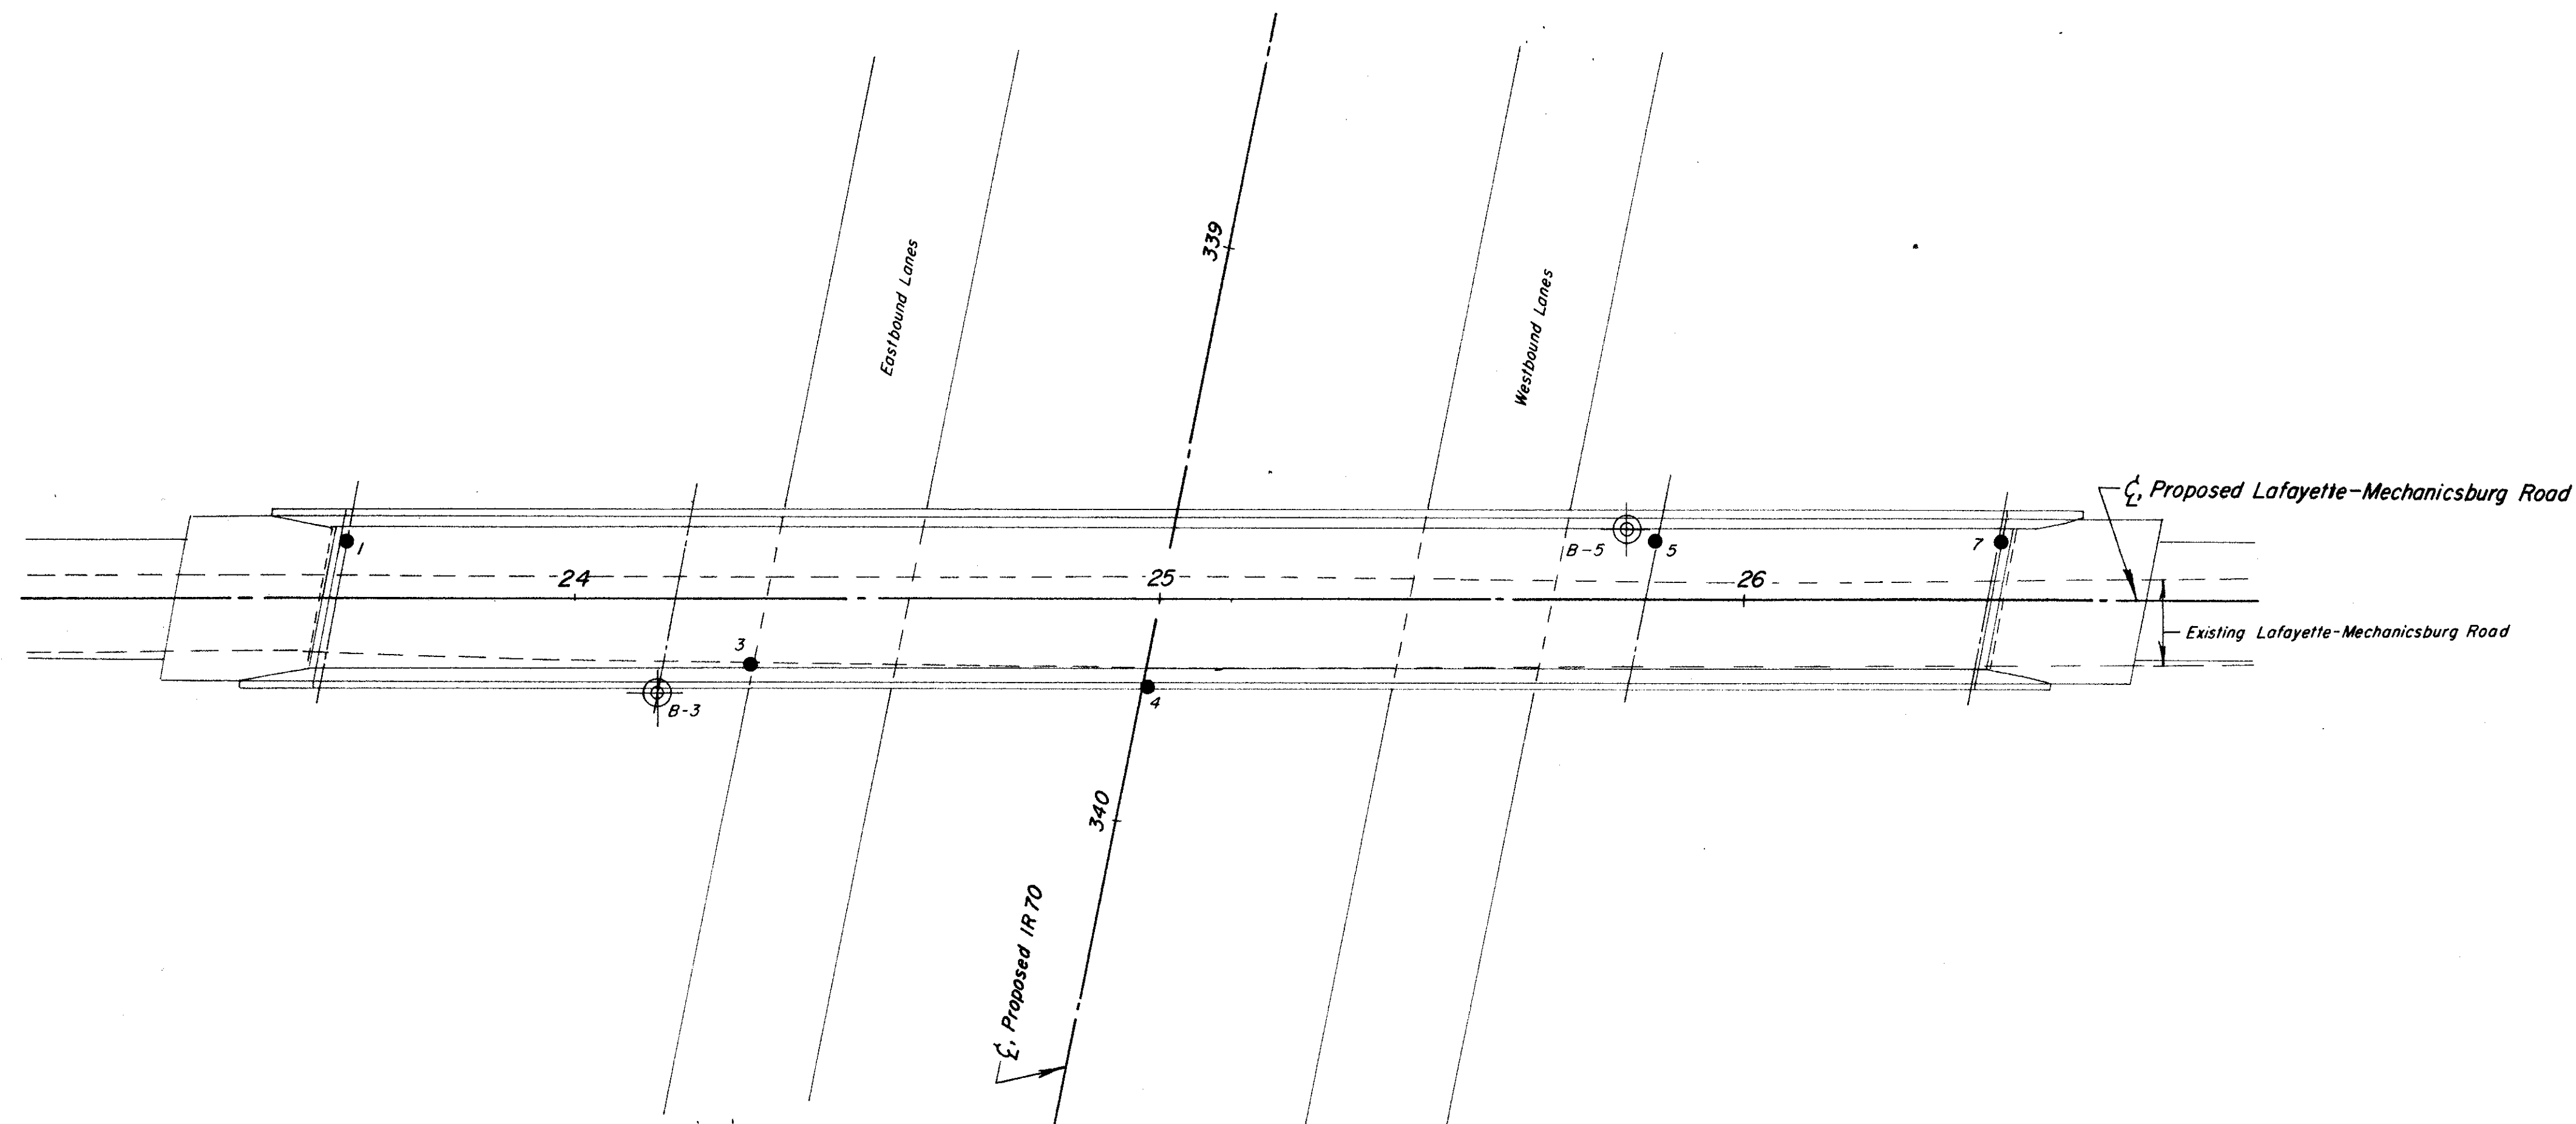 339
Eastbound Lanes
Westbound Lanes
℄ Proposed Lafayette-Mechanicsburg Road
1
B-5
5
7
24
25
26
Existing Lafayette-Mechanicsburg Road
3
B-3
4
340
℄ Proposed IR 70